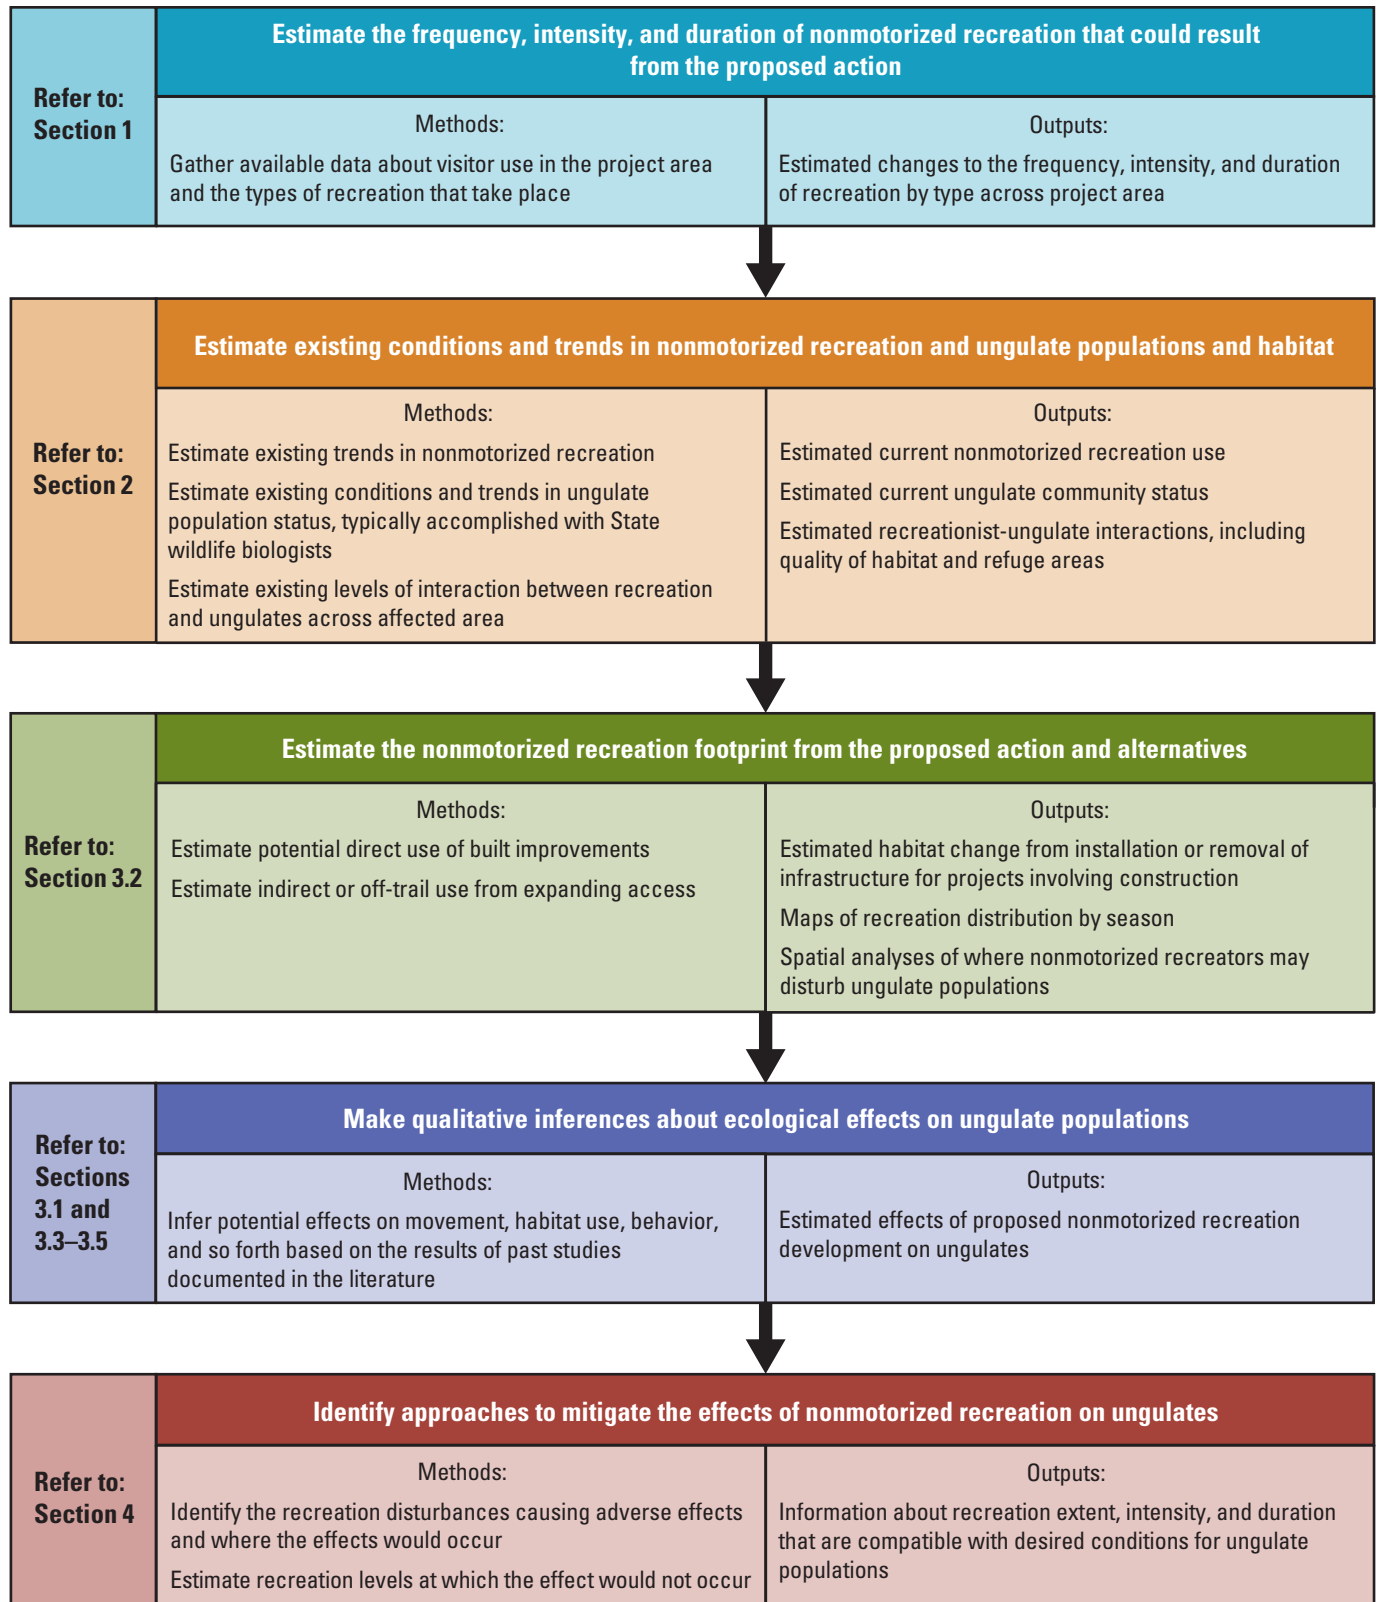 Refer to:
Section 1
Estimate the frequency, intensity, and duration of nonmotorized recreation that could result
from the proposed action
Methods:
Gather available data about visitor use in the project area
and the types of recreation that take place
Outputs:
Estimated changes to the frequency, intensity, and duration
of recreation by type across project area
Refer to:
Section 2
Estimate existing conditions and trends in nonmotorized recreation and ungulate populations and habitat
Methods:
Estimate existing trends in nonmotorized recreation
Estimate existing conditions and trends in ungulate
population status, typically accomplished with State
wildlife biologists
Estimate existing levels of interaction between recreation
and ungulates across affected area
Outputs:
Estimated current nonmotorized recreation use
Estimated current ungulate community status
Estimated recreationist-ungulate interactions, including
quality of habitat and refuge areas
Refer to:
Section 3.2
Estimate the nonmotorized recreation footprint from the proposed action and alternatives
Methods:
Estimate potential direct use of built improvements
Estimate indirect or off-trail use from expanding access
Outputs:
Estimated habitat change from installation or removal of
infrastructure for projects involving construction
Maps of recreation distribution by season
Spatial analyses of where nonmotorized recreators may
disturb ungulate populations
Refer to:
Sections
3.1 and
3.3–3.5
Make qualitative inferences about ecological effects on ungulate populations
Methods:
Infer potential effects on movement, habitat use, behavior,
and so forth based on the results of past studies
documented in the literature
Outputs:
Estimated effects of proposed nonmotorized recreation
development on ungulates
Refer to:
Section 4
Identify approaches to mitigate the effects of nonmotorized recreation on ungulates
Methods:
Identify the recreation disturbances causing adverse effects
and where the effects would occur
Estimate recreation levels at which the effect would not occur
Outputs:
Information about recreation extent, intensity, and duration
that are compatible with desired conditions for ungulate
populations